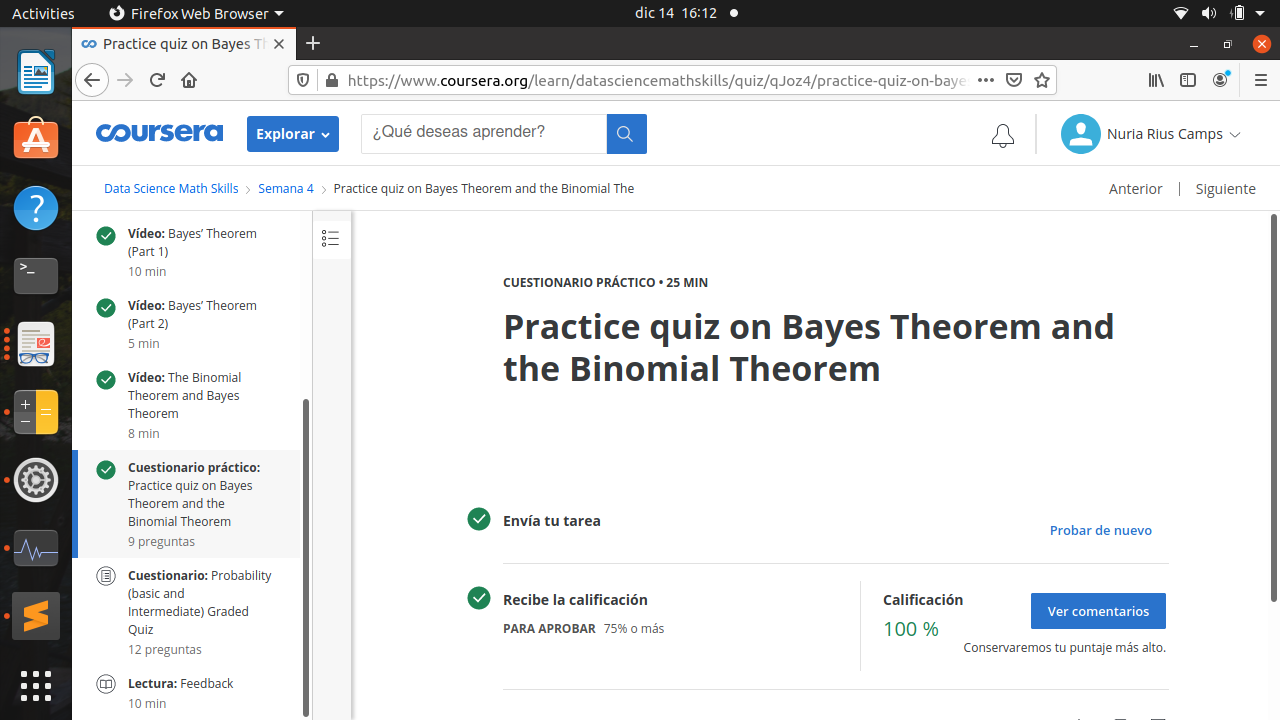 Activities
Firefox Web Browser
dic 14 16:12
Practice quiz on Bayes Th
https://www.coursera.org/learn/datasciencemathskills/quiz/qJoz4/practice-quiz-on-baye
coursera
Explorar
¿Qué deseas aprender?
Nuria Rius Camps
Data Science Math Skills
Semana 4
Practice quiz on Bayes Theorem and the Binomial The
Anterior
Siguiente
Vídeo: Bayes’ Theorem
(Part 1)
10 min
Vídeo: Bayes’ Theorem
(Part 2)
5 min
Vídeo: The Binomial
Theorem and Bayes
Theorem
8 min
Cuestionario práctico:
Practice quiz on Bayes
Theorem and the
Binomial Theorem
9 preguntas
Cuestionario: Probability
(basic and
Intermediate) Graded
Quiz
12 preguntas
Lectura: Feedback
10 min
CUESTIONARIO PRÁCTICO • 25 MIN
Practice quiz on Bayes Theorem and
the Binomial Theorem
Envía tu tarea
Probar de nuevo
Recibe la calificación
PARA APROBAR 75% o más
Calificación
100 %
Ver comentarios
Conservaremos tu puntaje más alto.